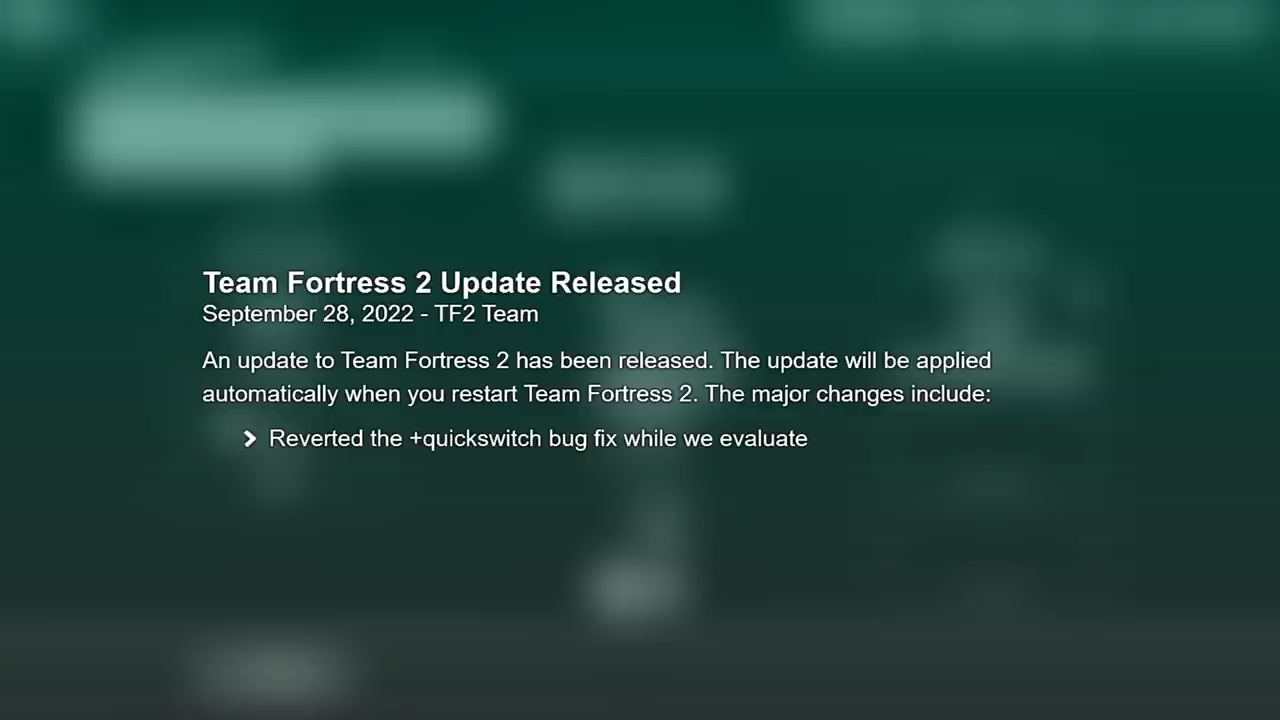 Team Fortress 2 Update Released
September 28, 2022 - TF2 Team
An update to Team Fortress 2 has been released. The update will be applied
automatically when you restart Team Fortress 2. The major changes include:
Reverted the +quickswitch bug fix while we evaluate